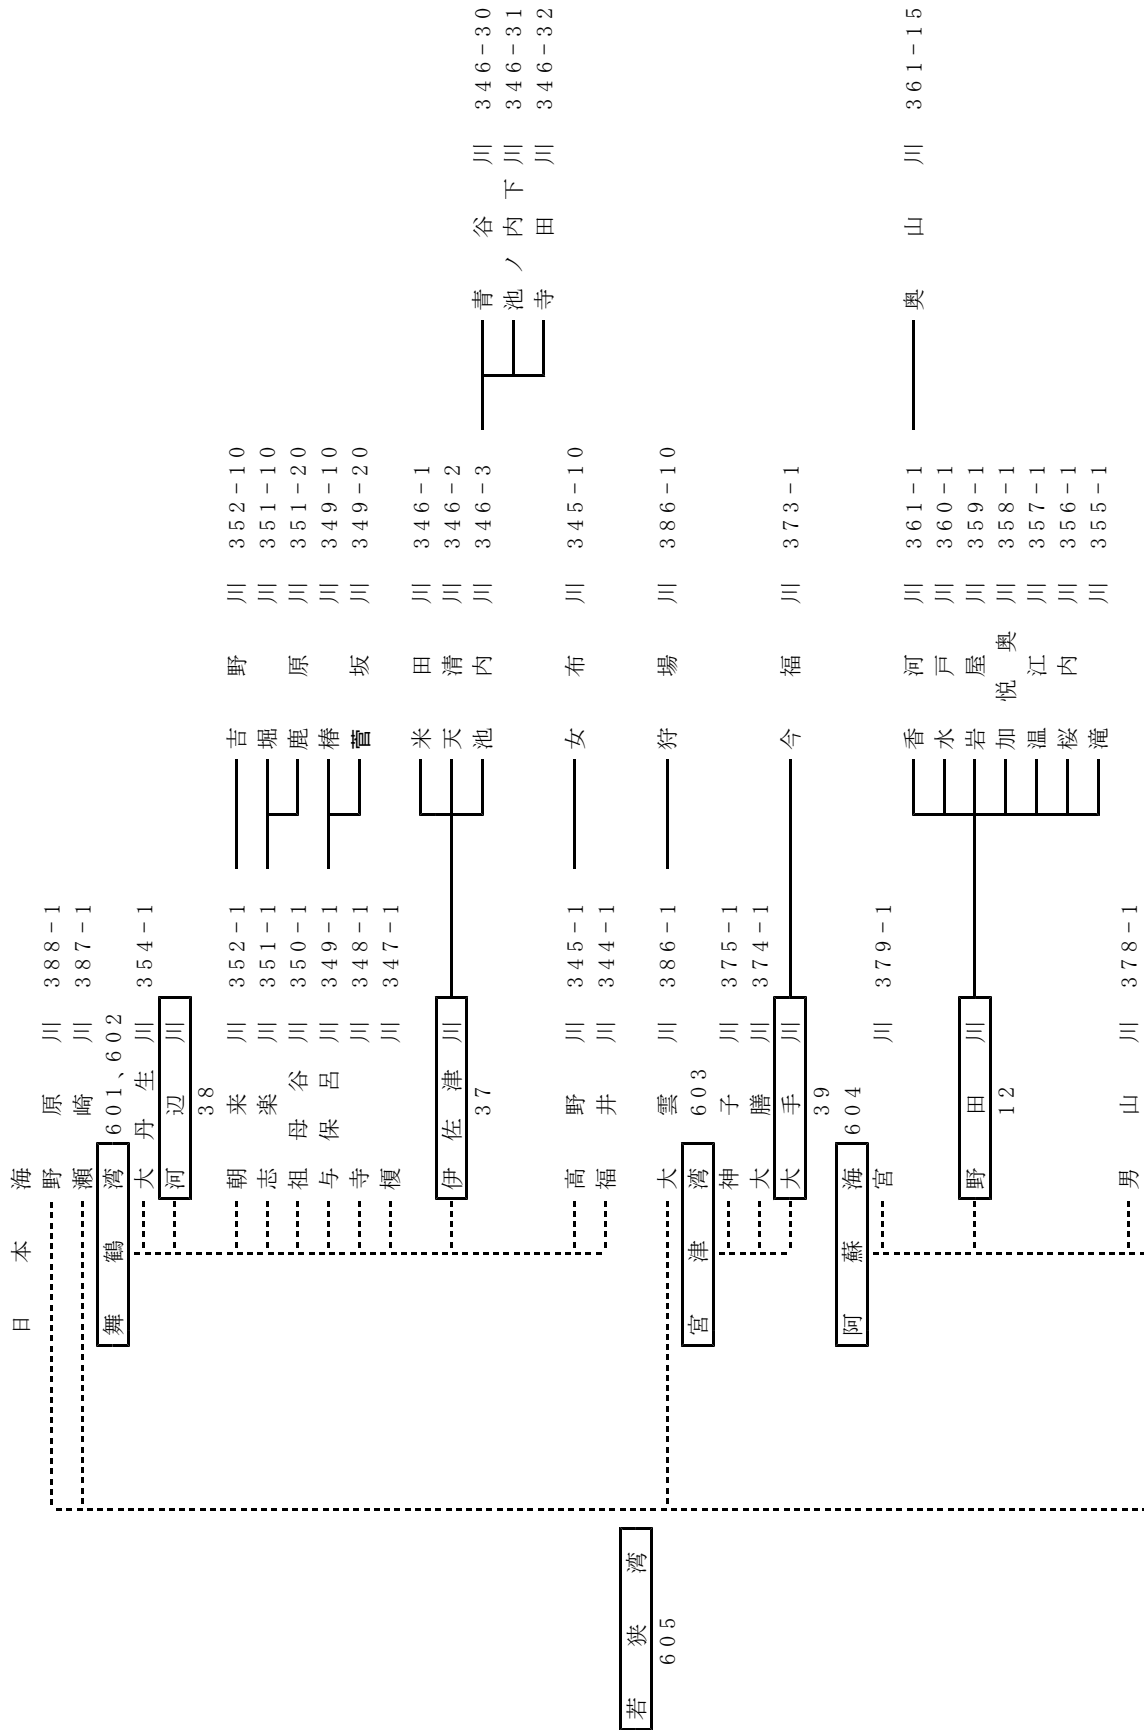 日本海
野原川 388-1
瀬崎川 387-1
舞鶴湾 601、602
大丹生川 354-1
河辺川
38
朝来川 352-1
吉野川 352-10
志楽川 351-1
堀川 351-10
鹿原川 351-20
祖母谷川 350-1
与保呂川 349-1
椿川 349-10
菅坂川 349-20
寺川 348-1
榎川 347-1
伊佐津川
37
米田川 346-1
天清川 346-2
池内川 346-3
青谷川 346-30
池ノ内下川 346-31
寺田川 346-32
高野川 345-1
女布川 345-10
福井川 344-1
若狭湾
605
大雲川 386-1
狩場川 386-10
宮津湾 603
神子川 375-1
大膳川 374-1
大手川
39
今福川 373-1
阿蘇海 604
宮川 379-1
野田川
12
香河川 361-1
奥山川 361-15
水戸川 360-1
岩屋川 359-1
加悦奥川 358-1
温江川 357-1
桜内川 356-1
滝川 355-1
男山川 378-1